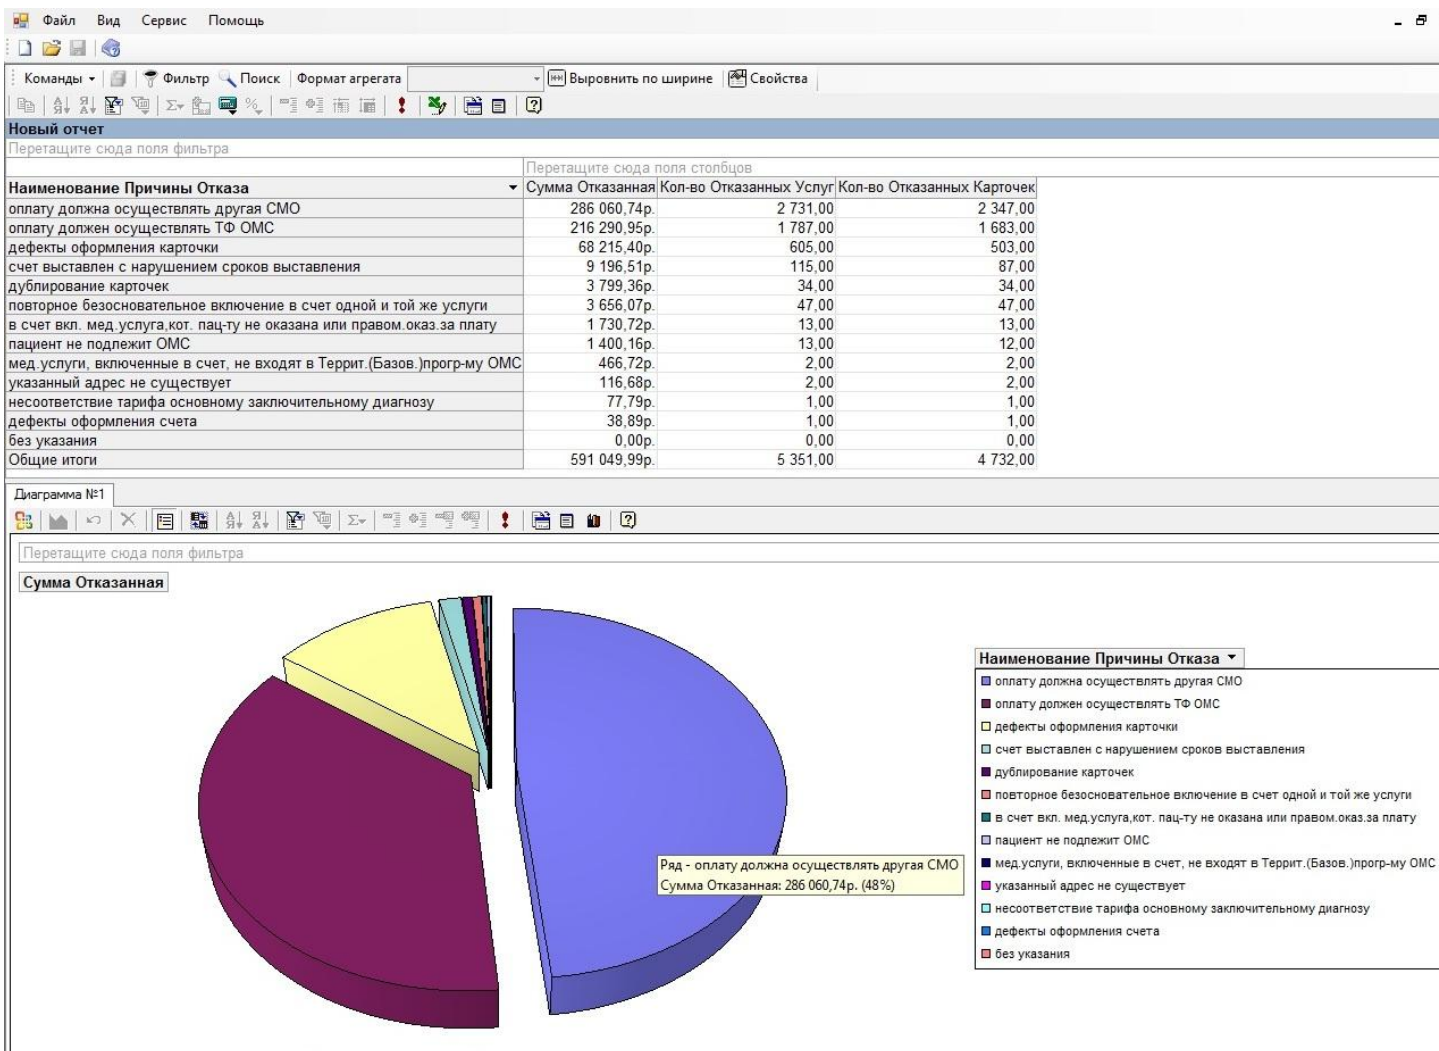 Файл Вид Сервис Помощь
Команды Фильтр Поиск Формат агрегата Выровнить по ширине Свойства
Новый отчет
Перетащите сюда поля фильтра
Перетащите сюда поля столбцов
Наименование Причины Отказа Сумма Отказанная Кол-во Отказанных Услуг Кол-во Отказанных Карточек
оплату должна осуществлять другая СМО 286 060,74р. 2 731,00 2 347,00
оплату должен осуществлять ТФ ОМС 216 290,95р. 1 787,00 1 683,00
дефекты оформления карточки 68 215,40р. 605,00 503,00
счет выставлен с нарушением сроков выставления 9 196,51р. 115,00 87,00
дублирование карточек 3 799,36р. 34,00 34,00
повторное безосновательное включение в счет одной и той же услуги 3 656,07р. 47,00 47,00
в счет вкл. мед.услуга,кот. пац-ту не оказана или правом.оказ.за плату 1 730,72р. 13,00 13,00
пациент не подлежит ОМС 1 400,16р. 13,00 12,00
мед.услуги, включенные в счет, не входят в Террит.(Базов.)прогр-му ОМС 466,72р. 2,00 2,00
указанный адрес не существует 116,68р. 2,00 2,00
несоответствие тарифа основному заключительному диагнозу 77,79р. 1,00 1,00
дефекты оформления счета 38,89р. 1,00 1,00
без указания 0,00р. 0,00 0,00
Общие итоги 591 049,99р. 5 351,00 4 732,00
Диаграмма №1
Перетащите сюда поля фильтра
Сумма Отказанная
Наименование Причины Отказа
оплату должна осуществлять другая СМО
оплату должен осуществлять ТФ ОМС
дефекты оформления карточки
счет выставлен с нарушением сроков выставления
дублирование карточек
повторное безосновательное включение в счет одной и той же услуги
в счет вкл. мед.услуга,кот. пац-ту не оказана или правом.оказ.за плату
пациент не подлежит ОМС
мед.услуги, включенные в счет, не входят в Террит.(Базов.)прогр-му ОМС
указанный адрес не существует
несоответствие тарифа основному заключительному диагнозу
дефекты оформления счета
без указания
Ряд - оплату должна осуществлять другая СМО
Сумма Отказанная: 286 060,74р. (48%)